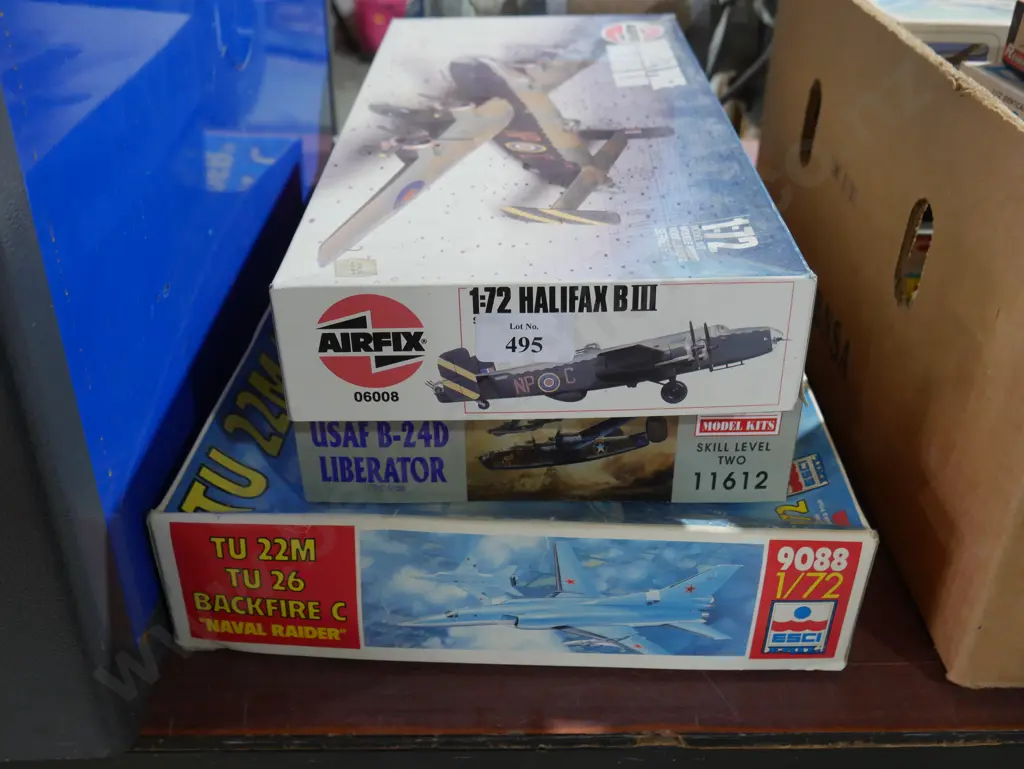 1:72
1:72 HALIFAX B III
AIRFIX
06008
Lot No.
495
NP C
USAF B-24D
LIBERATOR
MODEL KITS
SKILL LEVEL
TWO
11612
TU 22M
TU 22M
TU 26
BACKFIRE C
"NAVAL RAIDER"
9088
1/72
ESCI